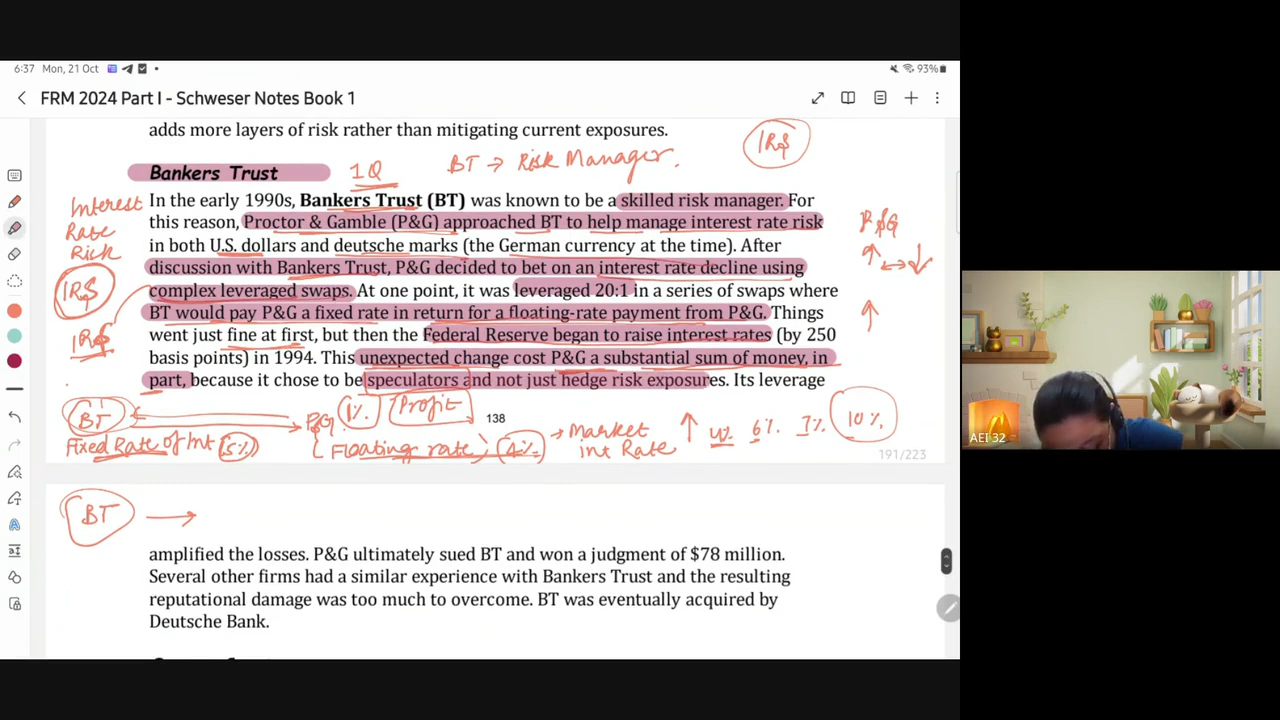 6:37 Mon, 21 Oct
93%
FRM 2024 Part I - Schweser Notes Book 1
adds more layers of risk rather than mitigating current exposures.
IR$
Bankers Trust
1Q
BT → Risk Manager.
In the early 1990s, Bankers Trust (BT) was known to be a skilled risk manager. For
this reason, Proctor & Gamble (P&G) approached BT to help manage interest rate risk
in both U.S. dollars and deutsche marks (the German currency at the time). After
discussion with Bankers Trust, P&G decided to bet on an interest rate decline using
complex leveraged swaps. At one point, it was leveraged 20:1 in a series of swaps where
BT would pay P&G a fixed rate in return for a floating-rate payment from P&G. Things
went just fine at first, but then the Federal Reserve began to raise interest rates (by 250
basis points) in 1994. This unexpected change cost P&G a substantial sum of money, in
part, because it chose to be speculators and not just hedge risk exposures. Its leverage
Interest
Rate
Risk
IR$
IR$
P&G
↑ ↔ ↓
↑
BT
1%
Profit
138
Fixed Rate of Int 5%
Floating rate 4% → Market
int Rate ↑ 4% 6% 7% 10%
191/223
BT →
amplified the losses. P&G ultimately sued BT and won a judgment of $78 million.
Several other firms had a similar experience with Bankers Trust and the resulting
reputational damage was too much to overcome. BT was eventually acquired by
Deutsche Bank.
AEI 32